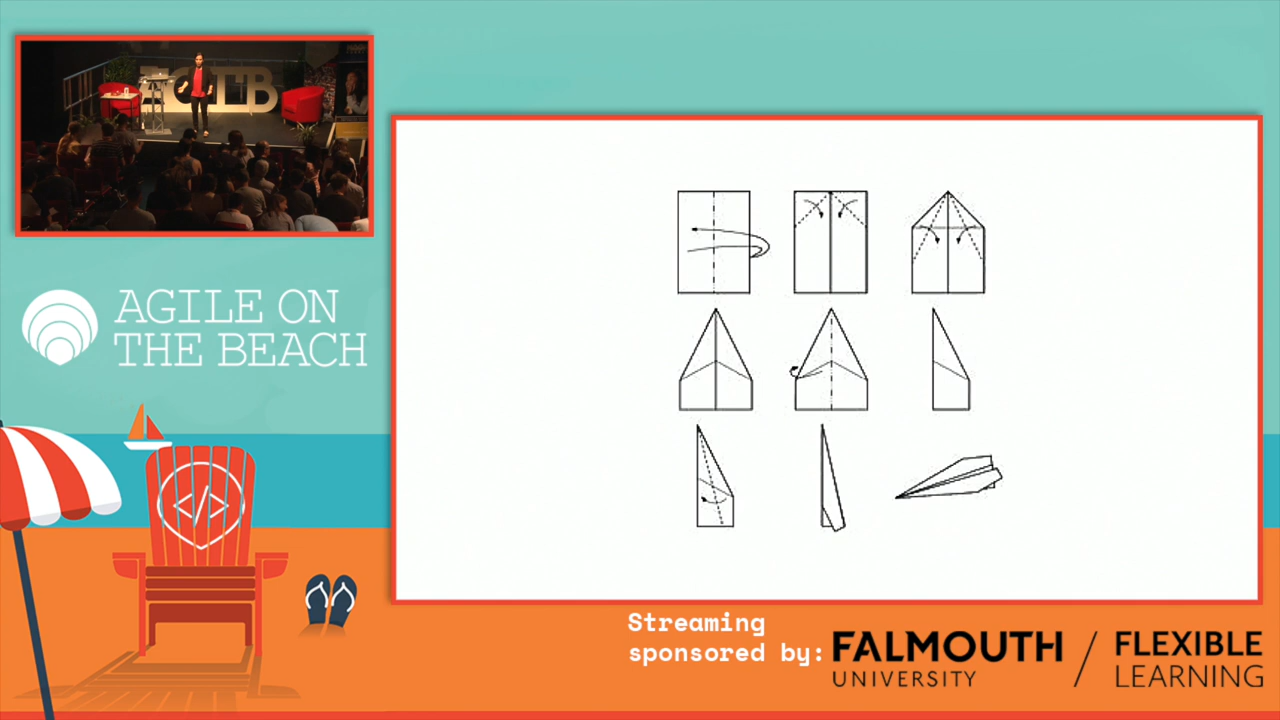 AGILE ON
THE BEACH
</>
Streaming
sponsored by:
FALMOUTH
UNIVERSITY
FLEXIBLE
LEARNING